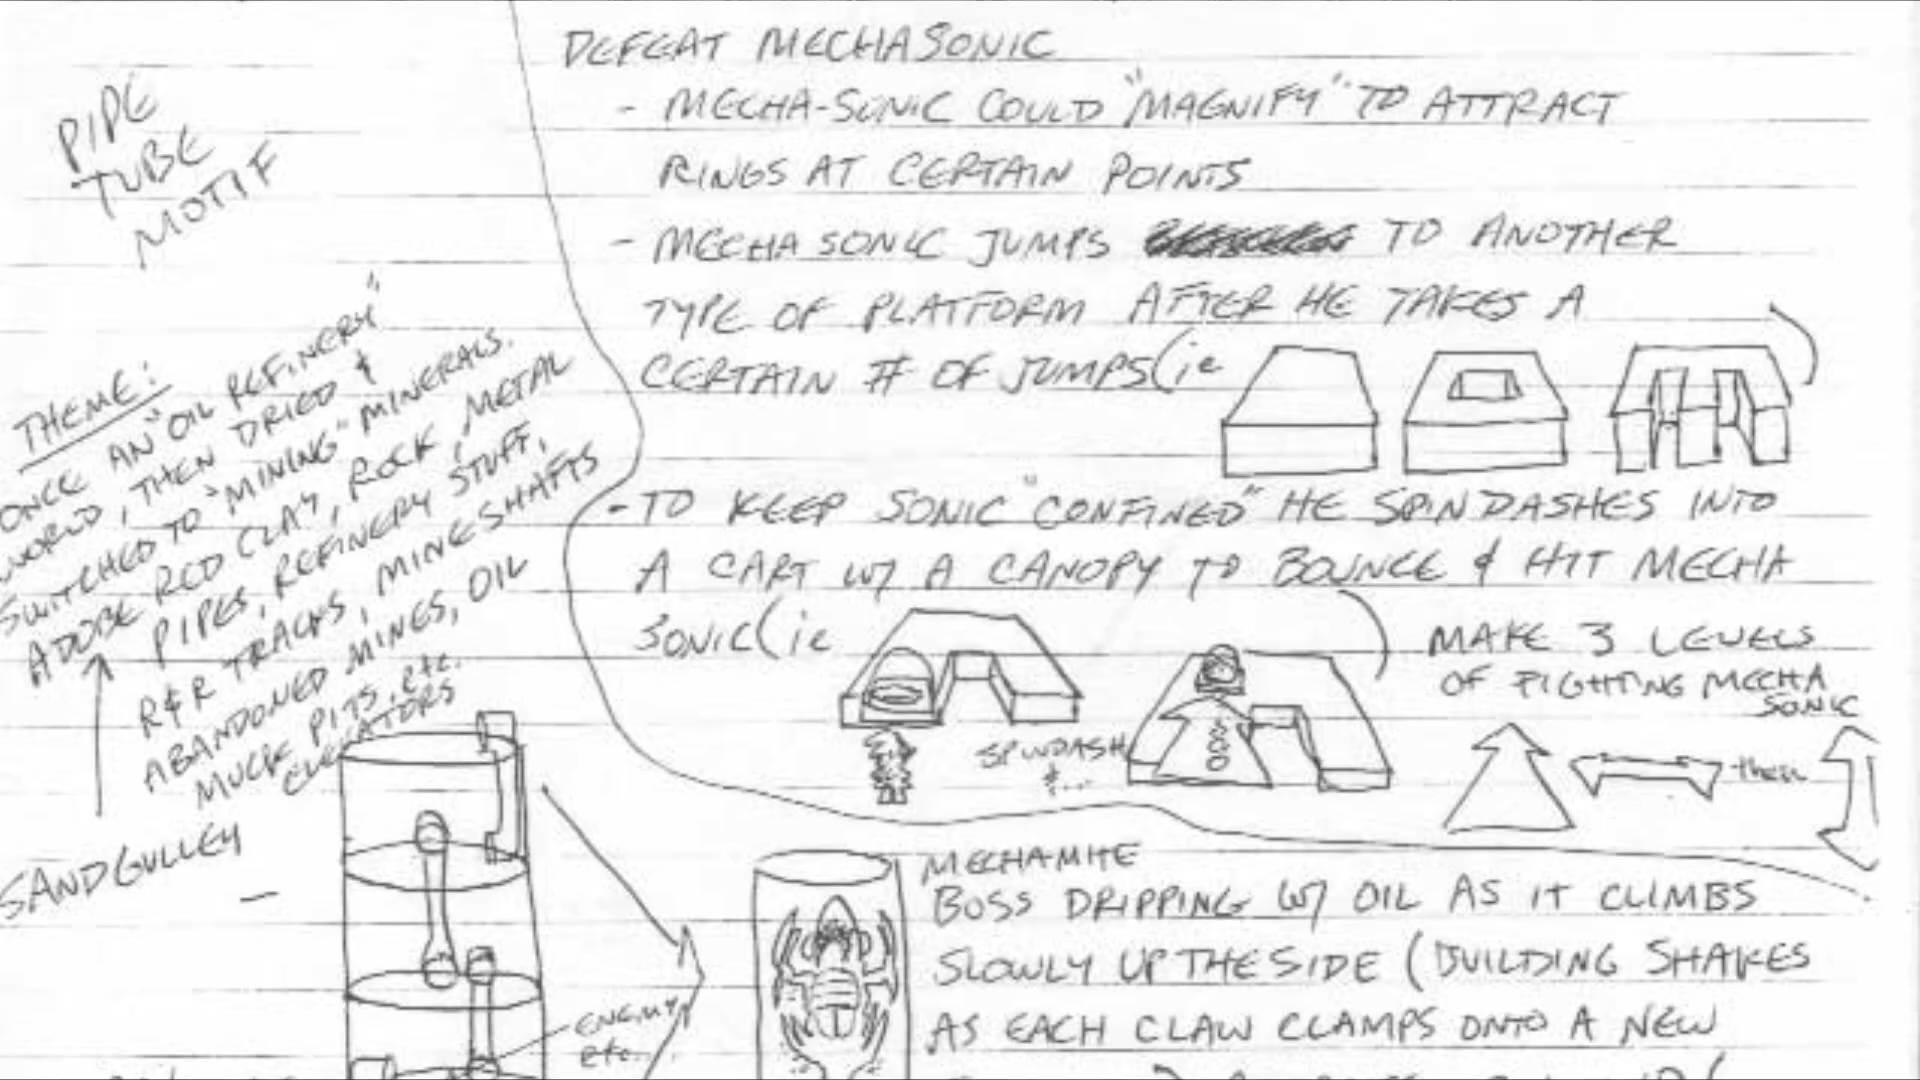 PIPE
TUBE
MOTIF
THEME:
ONCE AN "OIL REFINERY"
WORLD, THEN DRIED &
SWITCHED TO "MINING" MINERALS.
ADOBE RED CLAY, ROCK, METAL
PIPES, REFINERY STUFF,
R&R TRACKS, MINESHAFTS
ABANDONED MINES, OIL
MUCK PITS, etc.
ELEVATORS
SANDGULLEY
DEFEAT MECHASONIC
- MECHA-SONIC COULD "MAGNIFY" TO ATTRACT
RINGS AT CERTAIN POINTS
- MECHA SONIC JUMPS TO ANOTHER
TYPE OF PLATFORM AFTER HE TAKES A
CERTAIN # OF JUMPS (ie
- TO KEEP SONIC "CONFINED" HE SPINDASHES INTO
A CART W/ A CANOPY TO BOUNCE & HIT MECHA
SONIC (ie
SPINDASH
&...
MAKE 3 LEVELS
OF FIGHTING MECHA
SONIC
then
MECHAMITE
BOSS DRIPPING W/ OIL AS IT CLIMBS
SLOWLY UP THE SIDE (BUILDING SHAKES
AS EACH CLAW CLAMPS ONTO A NEW
ENEMY
etc.